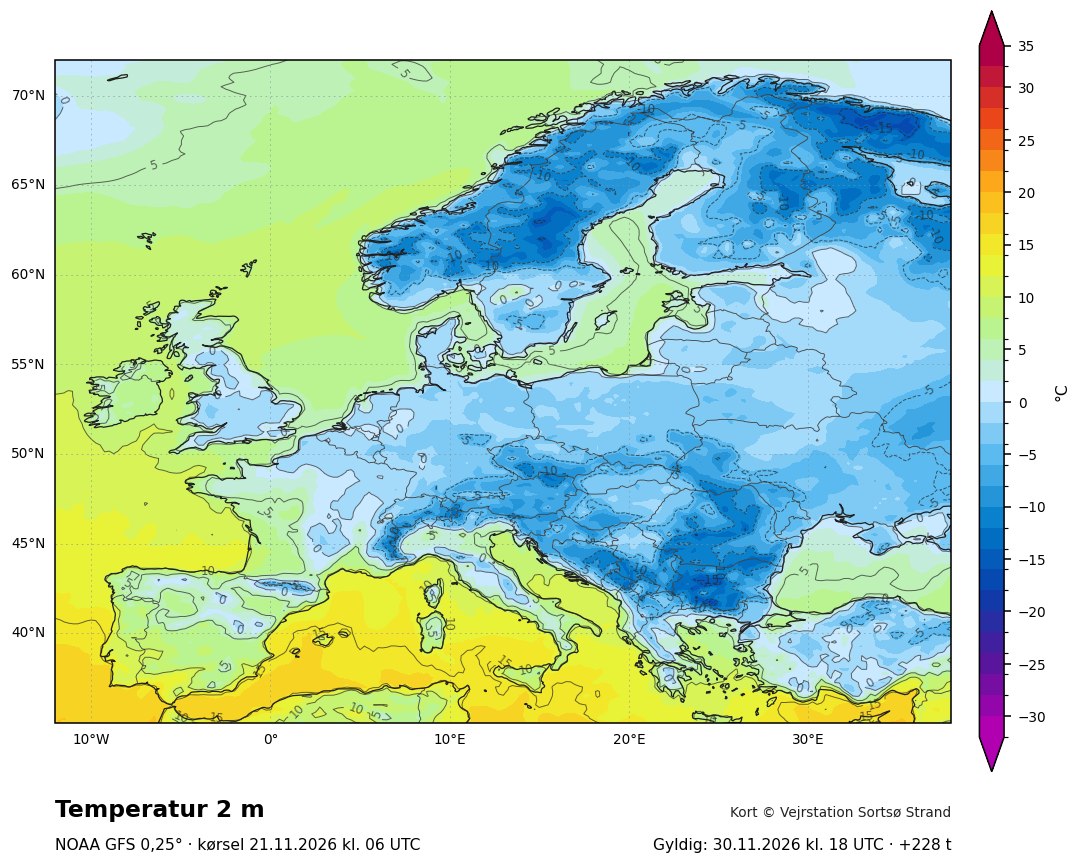 35
30
25
20
15
10
5
0
−5
−10
−15
−20
−25
−30
°C
70°N
65°N
60°N
55°N
50°N
45°N
40°N
10°W 0° 10°E 20°E 30°E
Temperatur 2 m
Kort © Vejrstation Sortsø Strand
NOAA GFS 0,25° · kørsel 21.11.2026 kl. 06 UTC
Gyldig: 30.11.2026 kl. 18 UTC · +228 t